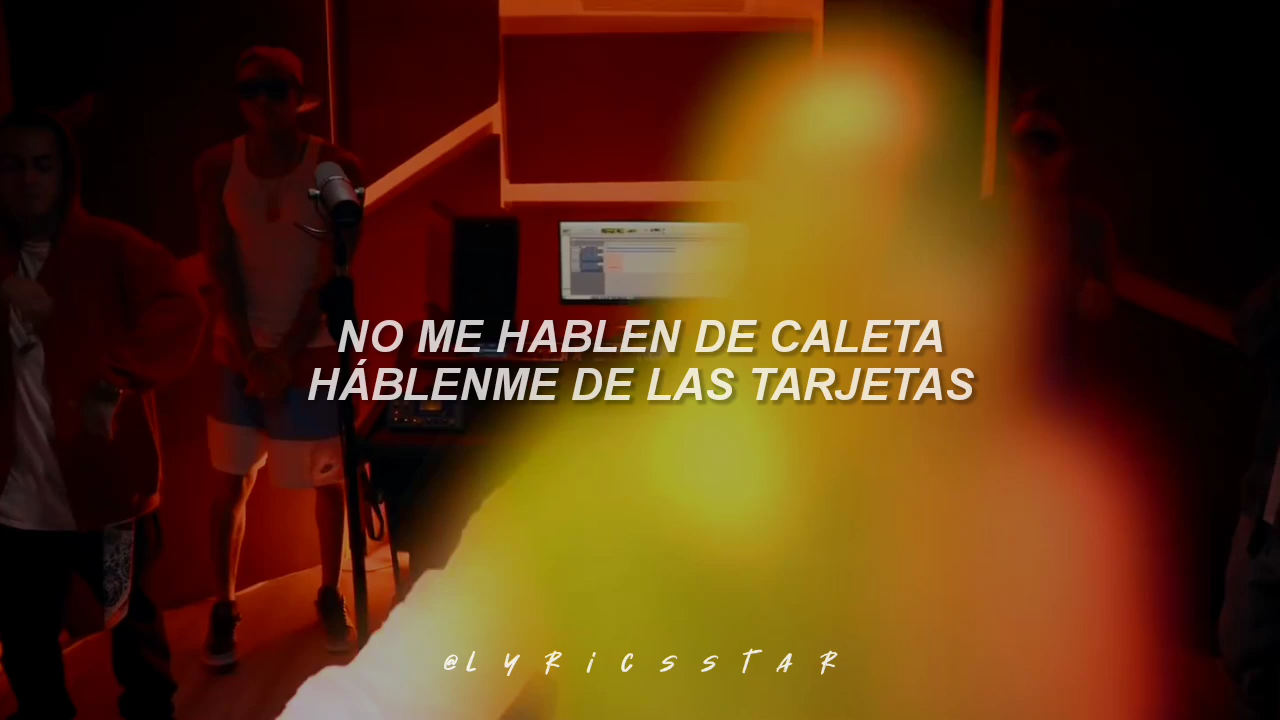 NO ME HABLEN DE CALETA
HÁBLENME DE LAS TARJETAS
@LYRiCSSTAR